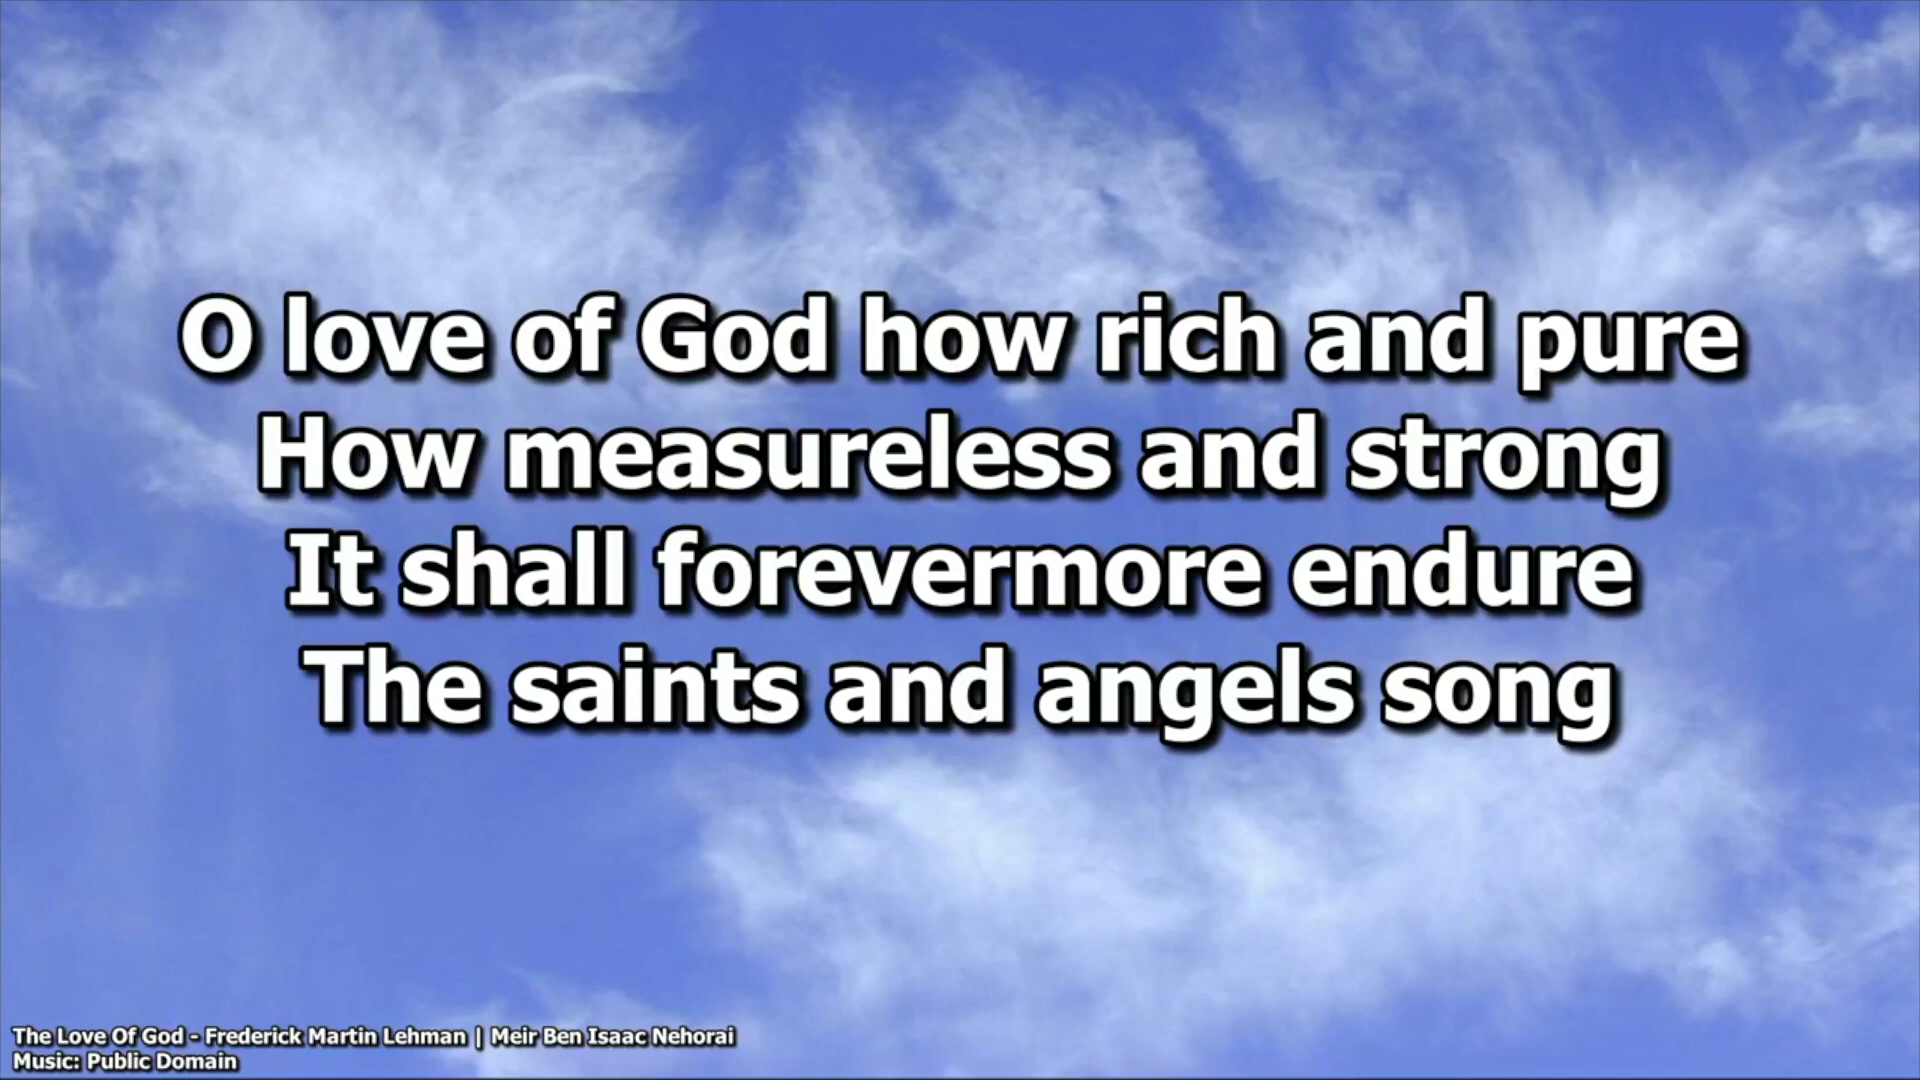 O love of God how rich and pure
How measureless and strong
It shall forevermore endure
The saints and angels song
The Love Of God - Frederick Martin Lehman | Meir Ben Isaac Nehorai
Music: Public Domain